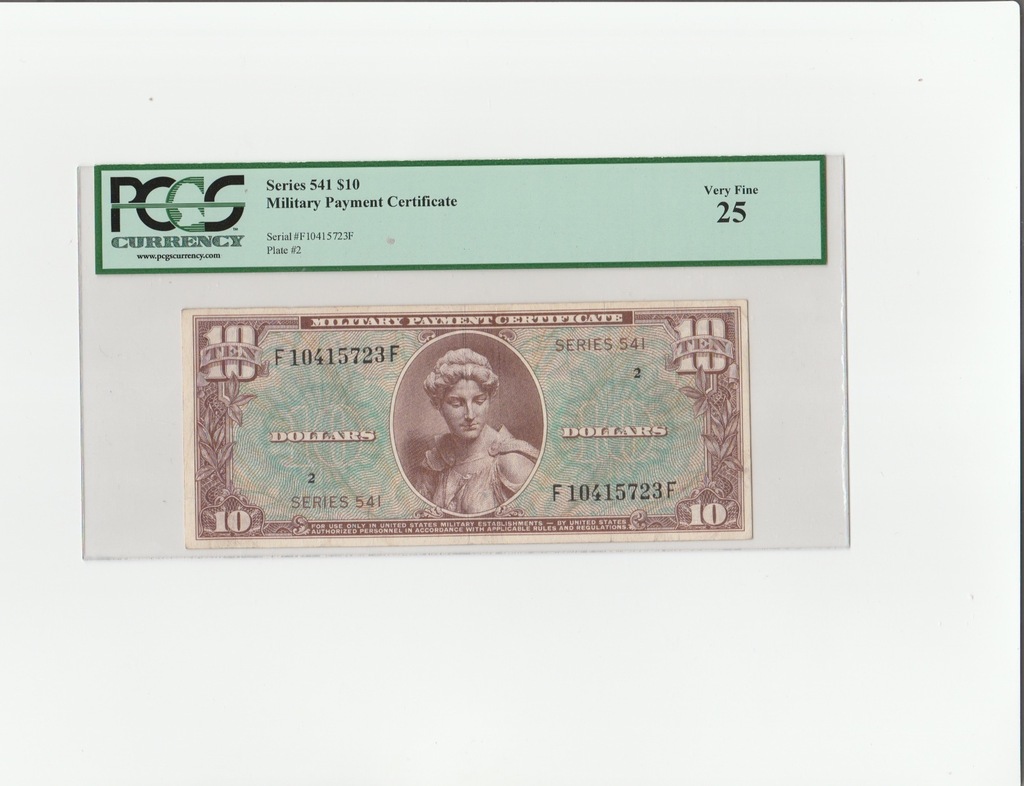 PCGS
CURRENCY
www.pcgscurrency.com
Series 541 $10
Military Payment Certificate
Serial #F10415723F
Plate #2
Very Fine
25
MILITARY PAYMENT CERTIFICATE
10
TEN
F10415723F
SERIES 541
2
10
TEN
DOLLARS
DOLLARS
2
SERIES 541
F10415723F
10
FOR USE ONLY IN UNITED STATES MILITARY ESTABLISHMENTS — BY UNITED STATES
AUTHORIZED PERSONNEL IN ACCORDANCE WITH APPLICABLE RULES AND REGULATIONS.
10